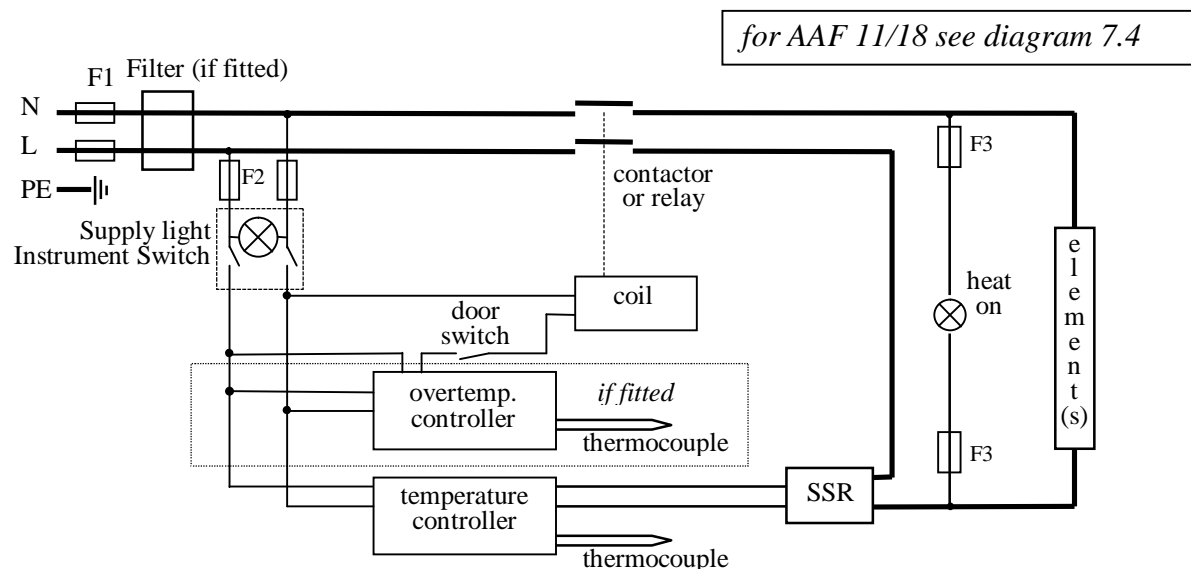 for AAF 11/18 see diagram 7.4
F1
Filter (if fitted)
N
L
PE
F2
F3
contactor
or relay
Supply light
Instrument Switch
coil
door
switch
heat
on
element(s)
overtemp.
controller
if fitted
thermocouple
F3
temperature
controller
SSR
thermocouple